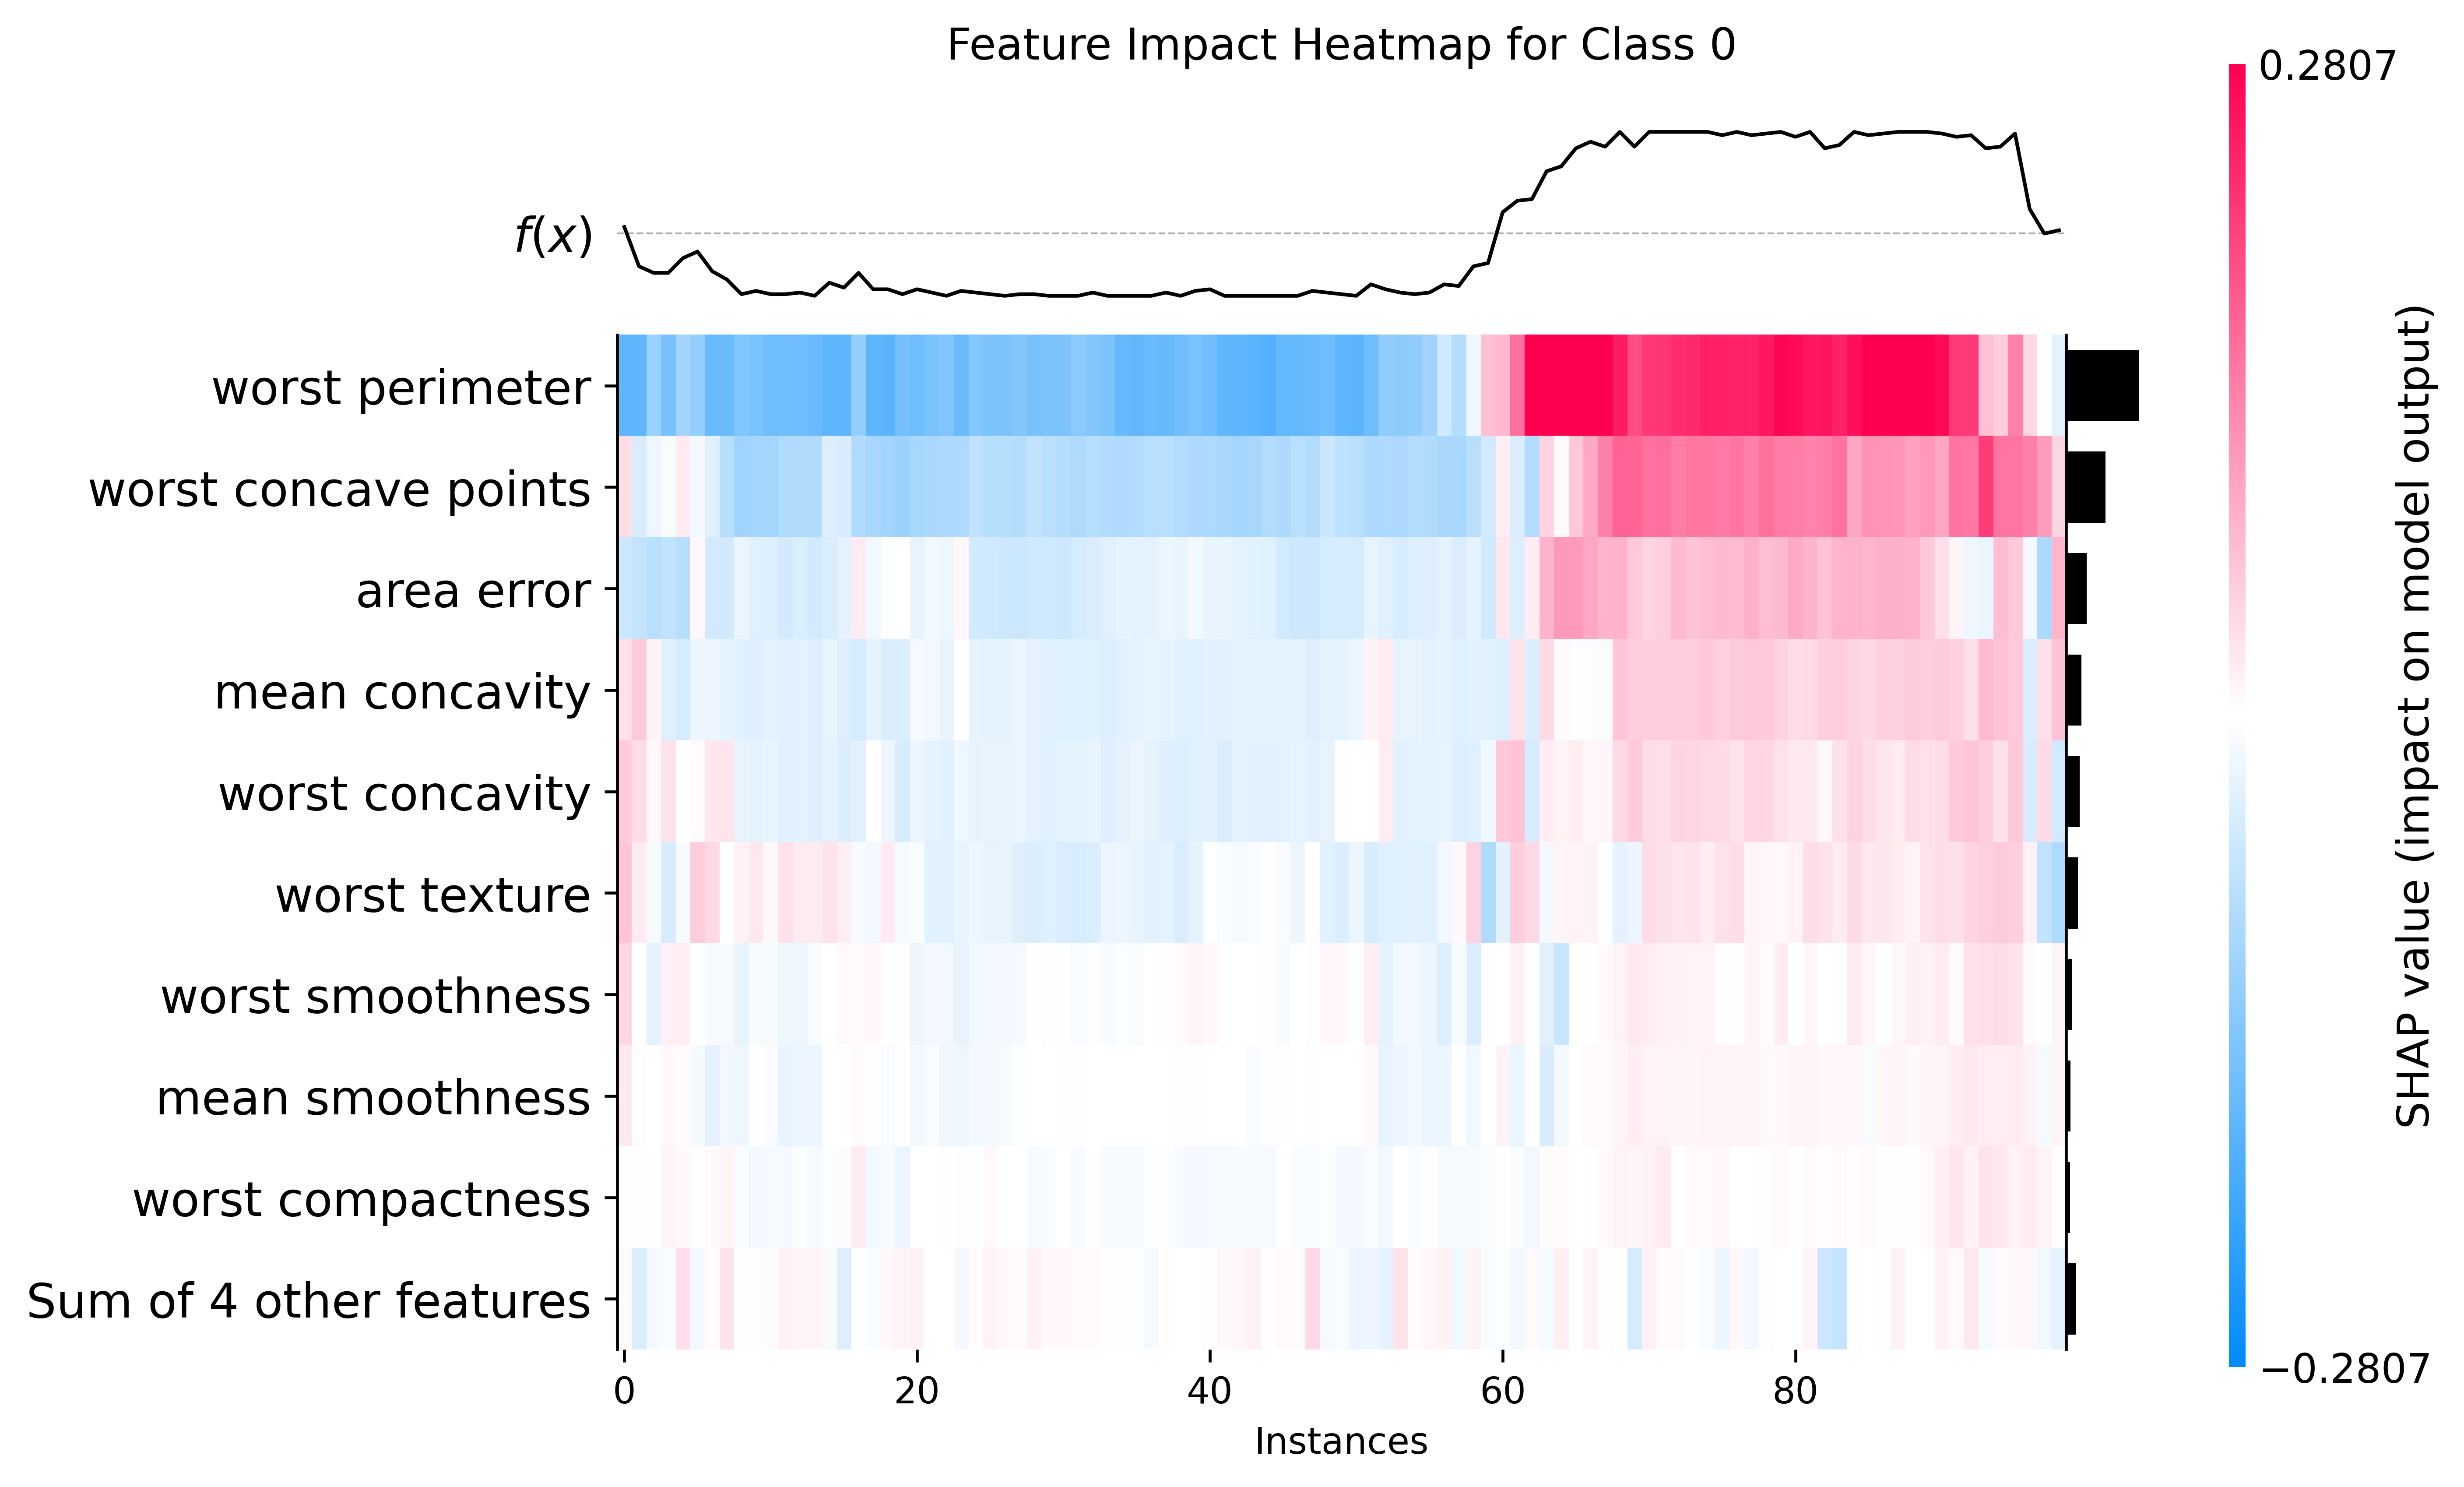 Feature Impact Heatmap for Class 0
0.2807
f(x)
worst perimeter
worst concave points
area error
mean concavity
worst concavity
worst texture
worst smoothness
mean smoothness
worst compactness
Sum of 4 other features
0 20 40 60 80
Instances
−0.2807
SHAP value (impact on model output)